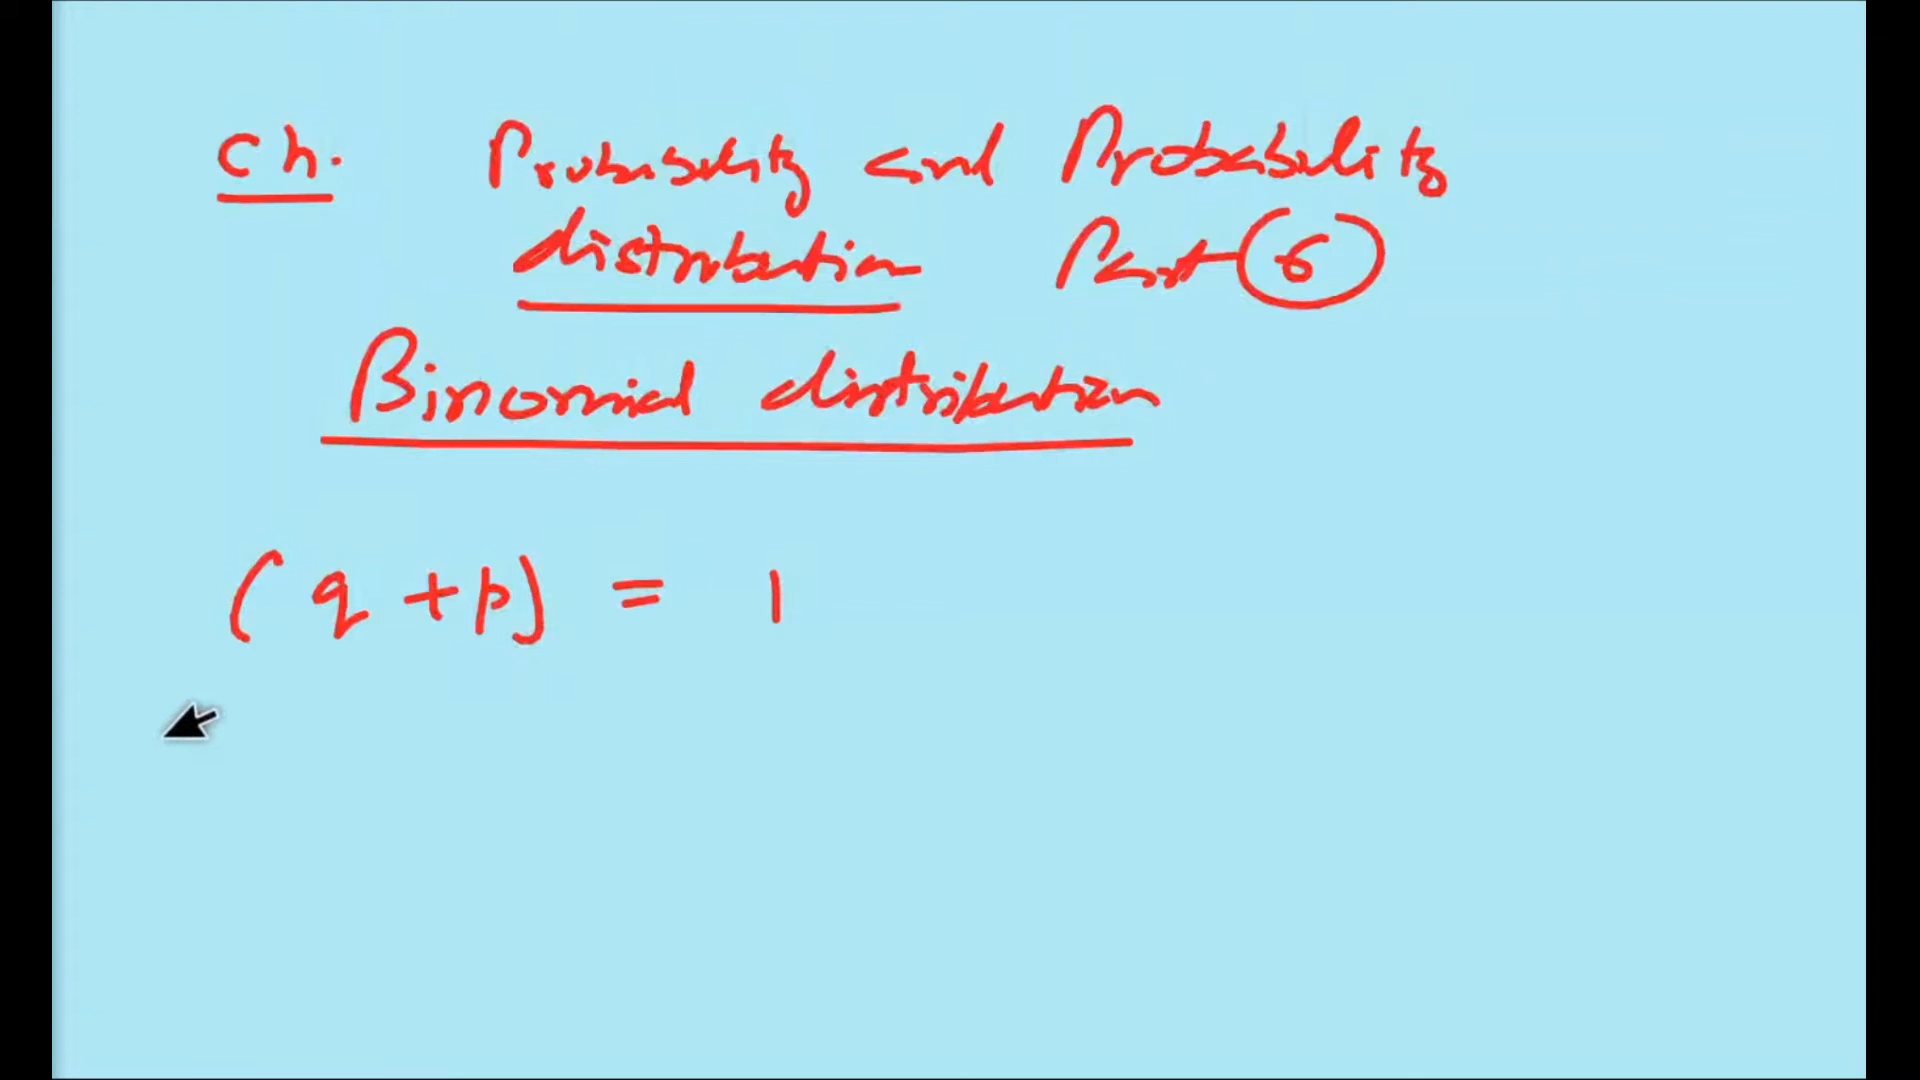 Ch. Probability and Probability
distribution Part 6
Binomial distribution
(q + p) = 1